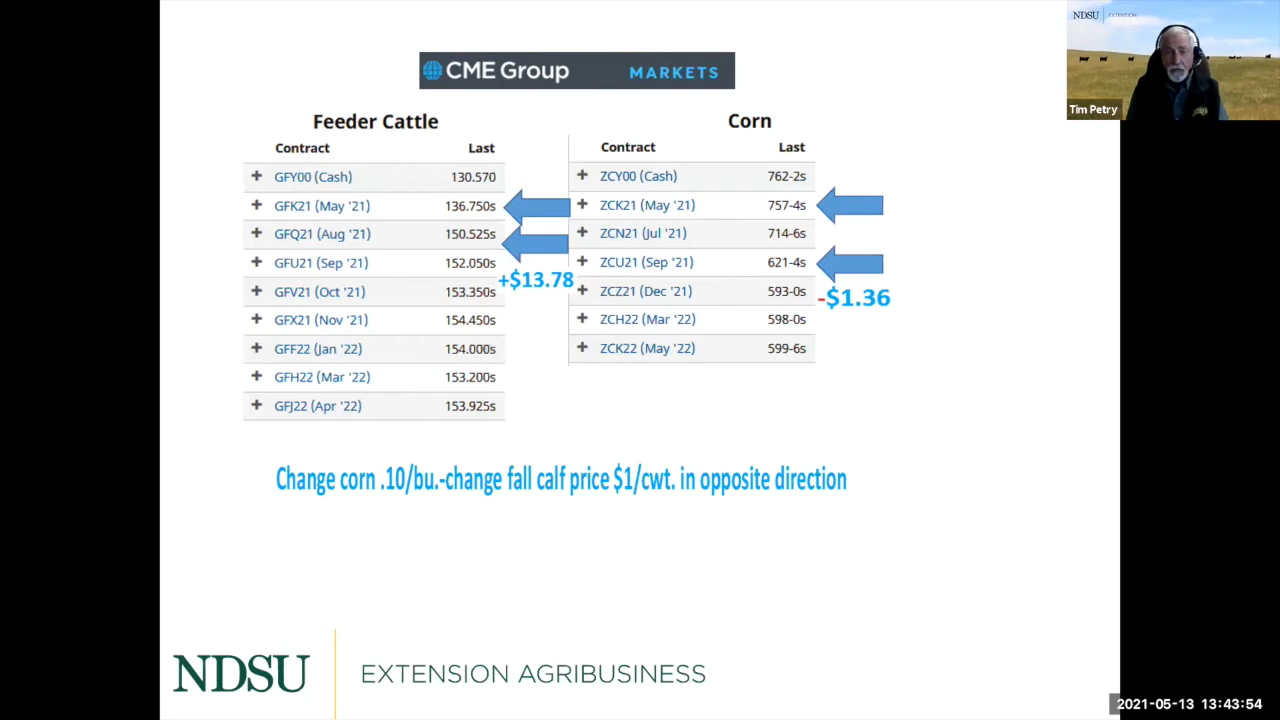 NDSU EXTENSION
Tim Petry
CME Group MARKETS
Feeder Cattle
Contract Last
+ GFY00 (Cash) 130.570
+ GFK21 (May '21) 136.750s
+ GFQ21 (Aug '21) 150.525s
+ GFU21 (Sep '21) 152.050s
+ GFV21 (Oct '21) 153.350s
+ GFX21 (Nov '21) 154.450s
+ GFF22 (Jan '22) 154.000s
+ GFH22 (Mar '22) 153.200s
+ GFJ22 (Apr '22) 153.925s
+$13.78
Corn
Contract Last
+ ZCY00 (Cash) 762-2s
+ ZCK21 (May '21) 757-4s
+ ZCN21 (Jul '21) 714-6s
+ ZCU21 (Sep '21) 621-4s
+ ZCZ21 (Dec '21) 593-0s
+ ZCH22 (Mar '22) 598-0s
+ ZCK22 (May '22) 599-6s
-$1.36
Change corn .10/bu.-change fall calf price $1/cwt. in opposite direction
NDSU EXTENSION AGRIBUSINESS
2021-05-13 13:43:54